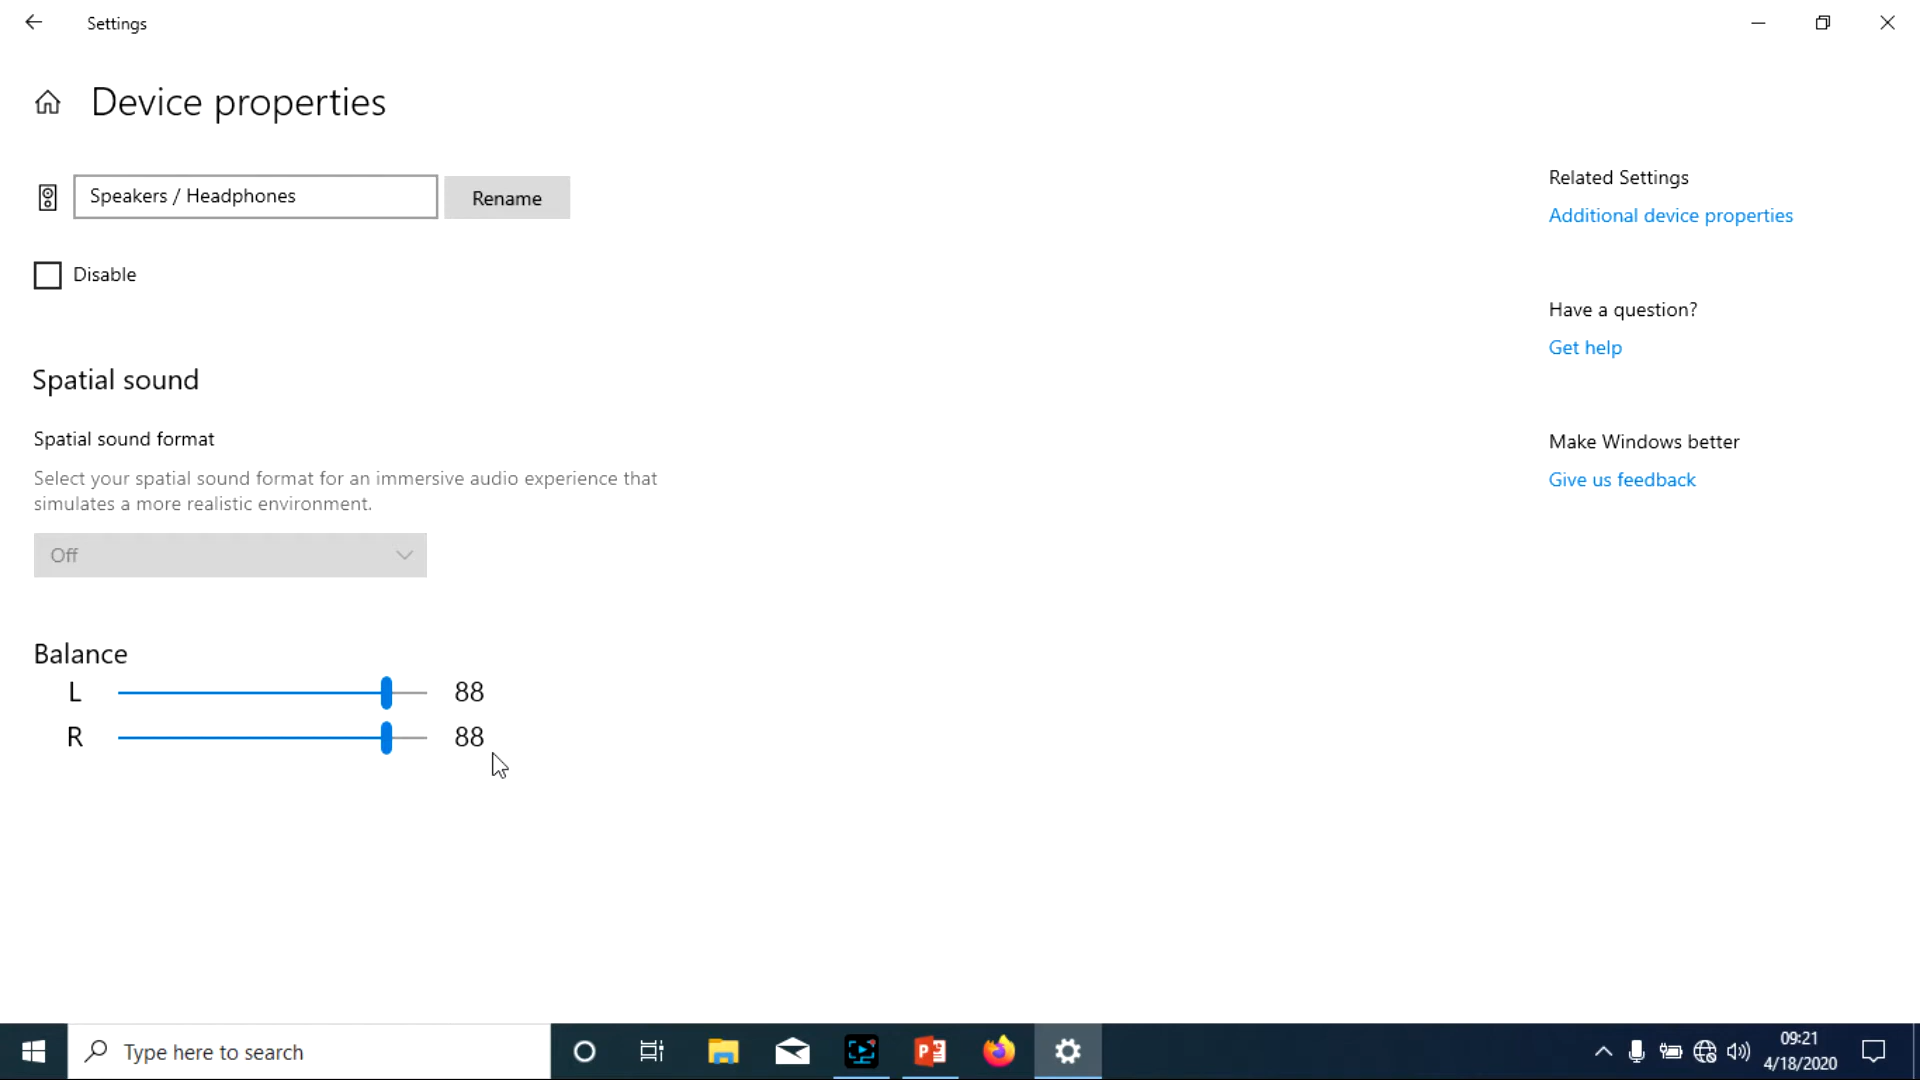 Settings
Device properties
Speakers / Headphones
Rename
Disable
Spatial sound
Spatial sound format
Select your spatial sound format for an immersive audio experience that
simulates a more realistic environment.
Off
Balance
L 88
R 88
Related Settings
Additional device properties
Have a question?
Get help
Make Windows better
Give us feedback
Type here to search
09:21
4/18/2020